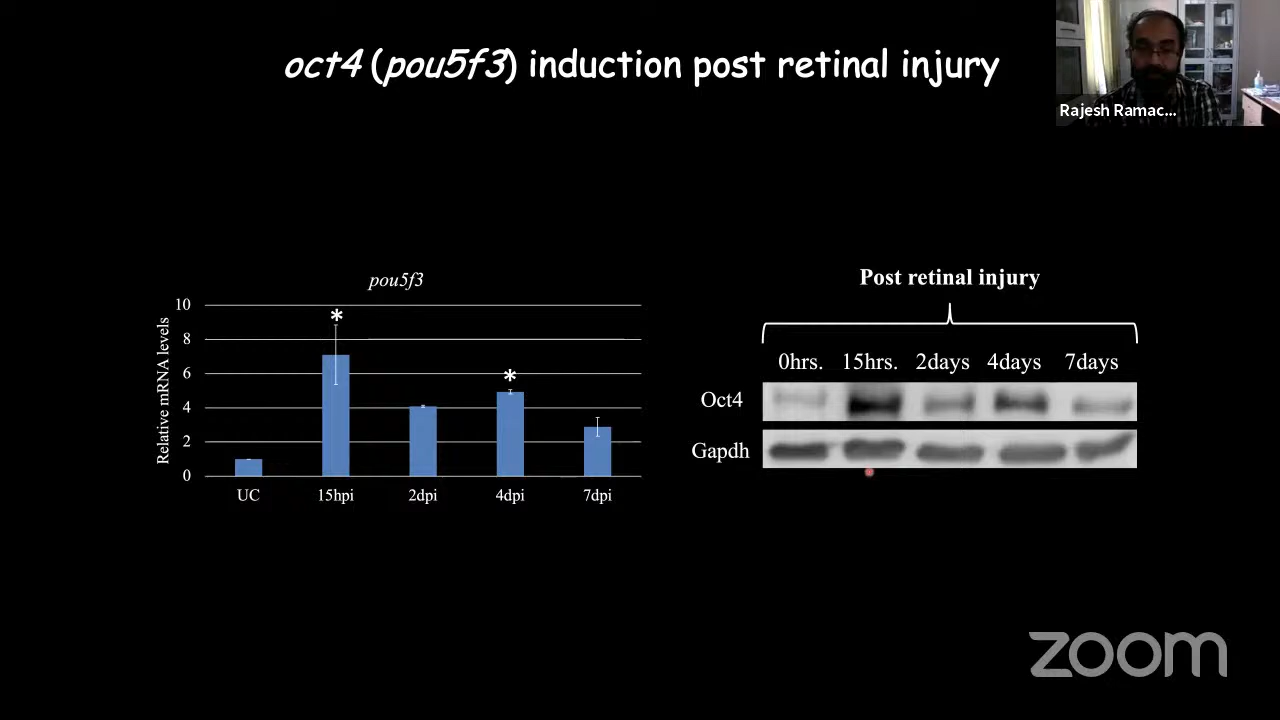 oct4 (pou5f3) induction post retinal injury
Rajesh Ramac...
pou5f3
Relative mRNA levels
10
8
6
4
2
0
*
*
UC 15hpi 2dpi 4dpi 7dpi
Post retinal injury
0hrs. 15hrs. 2days 4days 7days
Oct4
Gapdh
zoom